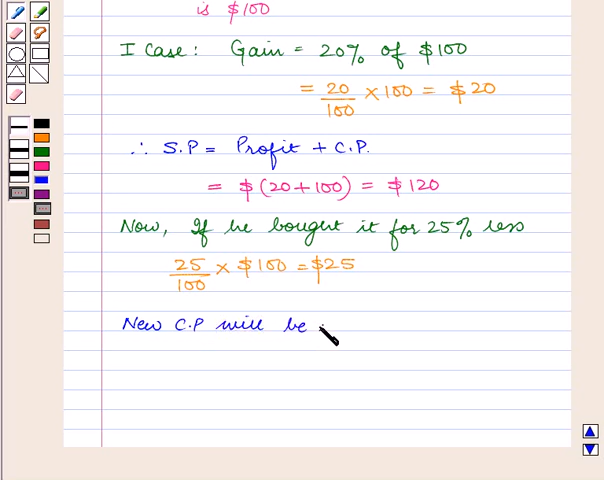 is $100
I Case: Gain = 20% of $100
= 20/100 × 100 = $20
∴ S.P = Profit + C.P.
= $(20+100) = $120
Now, If he bought it for 25% less
25/100 × $100 = $25
New C.P will be